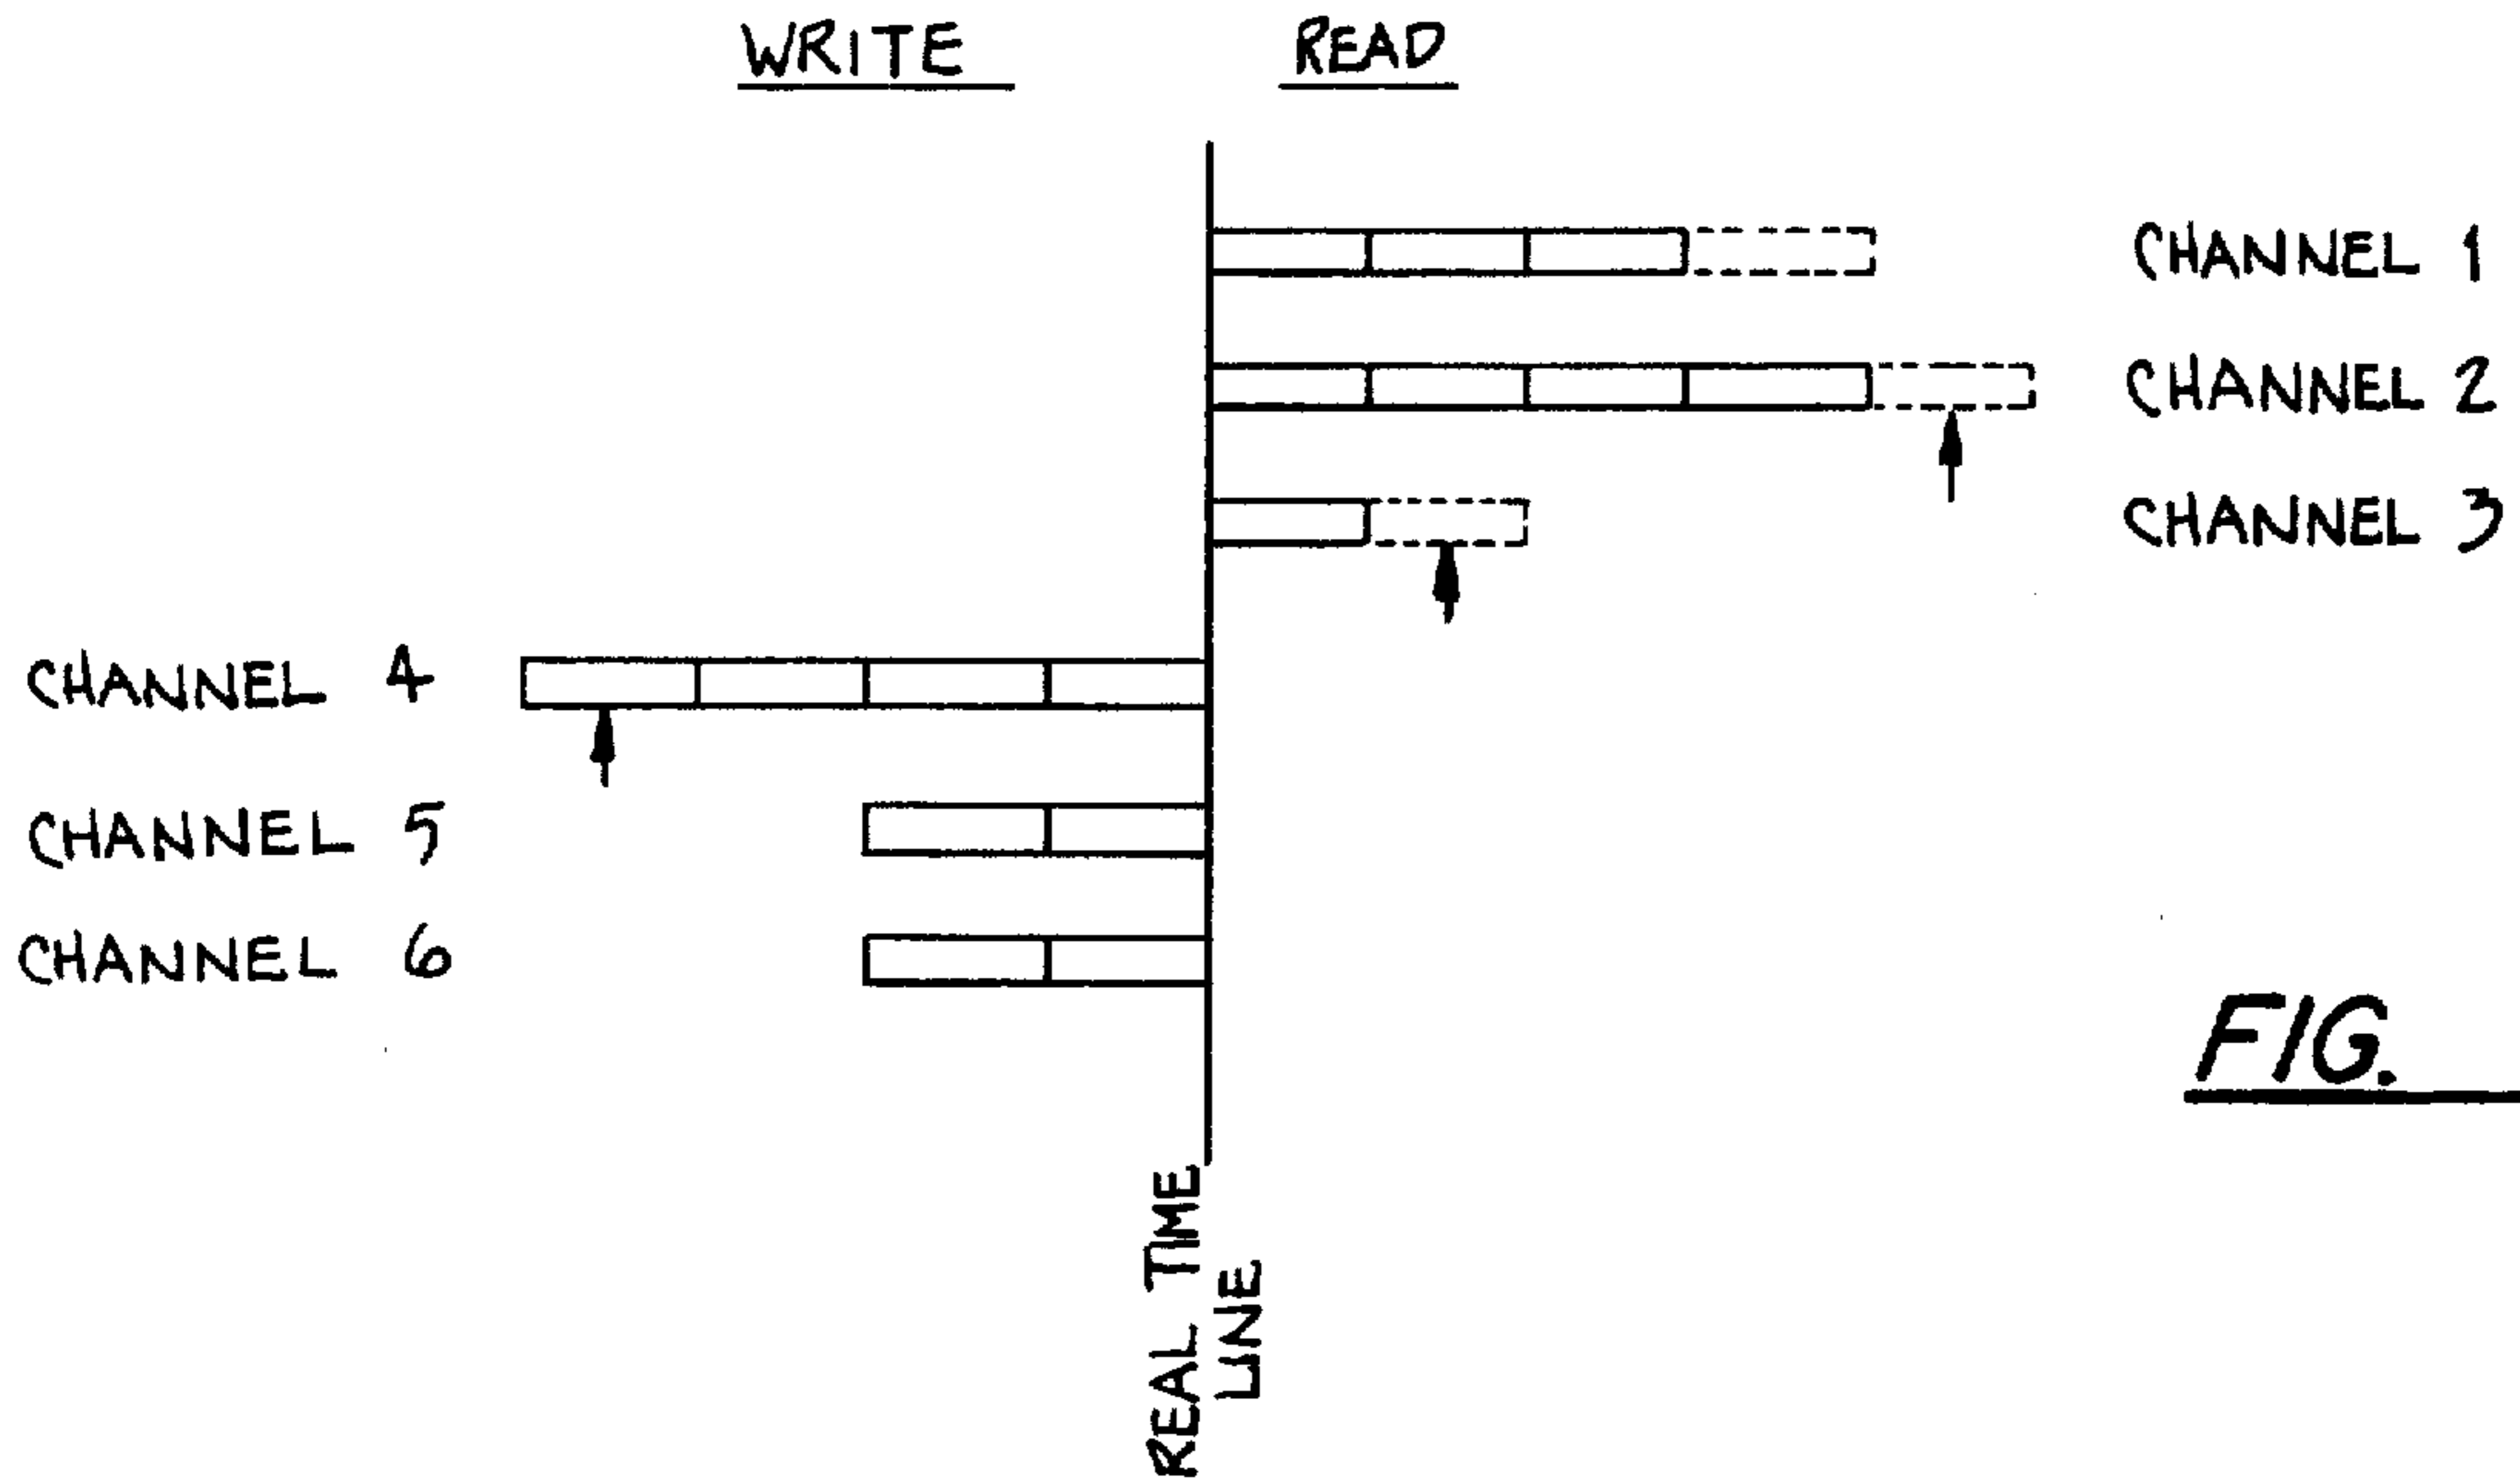 WRITE READ
CHANNEL 1
CHANNEL 2
CHANNEL 3
CHANNEL 4
CHANNEL 5
CHANNEL 6
FIG.
REAL TIME
LINE